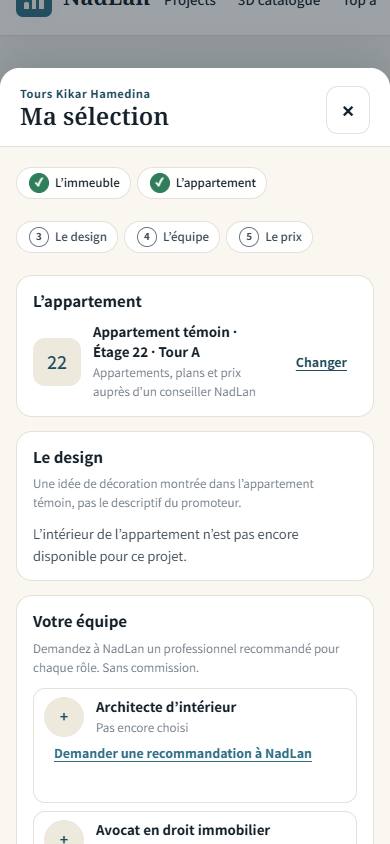 NadLan Projects 3D catalogue Top a
Tours Kikar Hamedina
Ma sélection
×
✓ L’immeuble ✓ L’appartement
3 Le design 4 L’équipe 5 Le prix
L’appartement
22
Appartement témoin ·
Étage 22 · Tour A
Appartements, plans et prix
auprès d’un conseiller NadLan
Changer
Le design
Une idée de décoration montrée dans l’appartement
témoin, pas le descriptif du promoteur.
L’intérieur de l’appartement n’est pas encore
disponible pour ce projet.
Votre équipe
Demandez à NadLan un professionnel recommandé pour
chaque rôle. Sans commission.
+
Architecte d’intérieur
Pas encore choisi
Demander une recommandation à NadLan
+
Avocat en droit immobilier